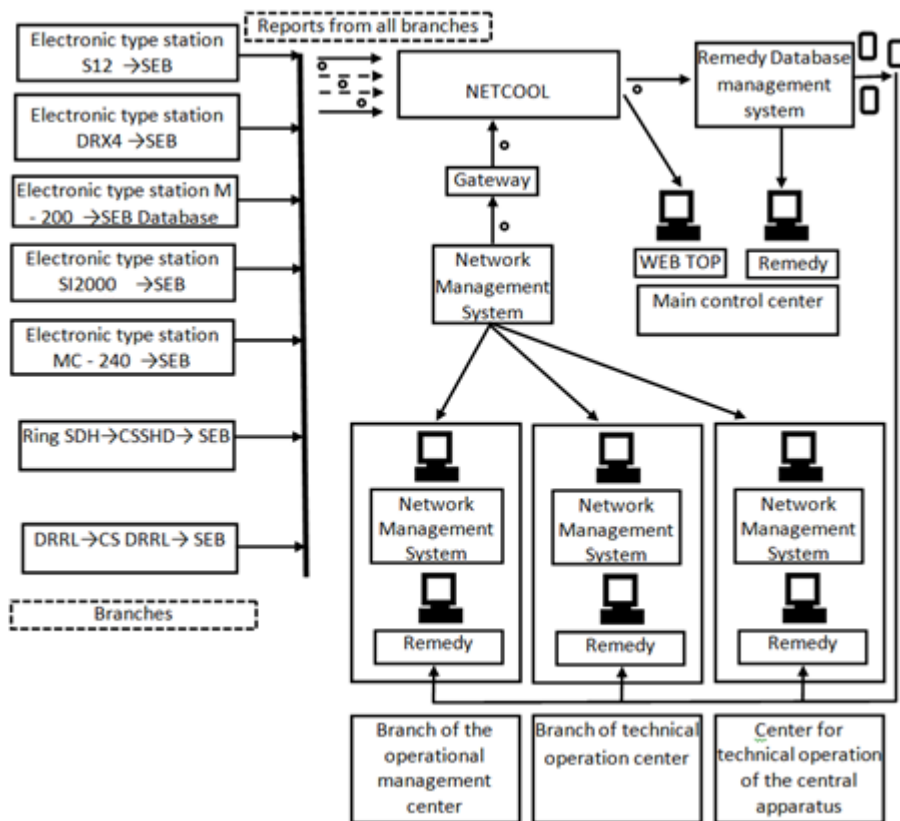 Reports from all branches
Electronic type station
S12 →SEB
Electronic type station
DRX4 →SEB
Electronic type station M
- 200 →SEB Database
Electronic type station
SI2000 →SEB
Electronic type station
MC - 240 →SEB
Ring SDH→CSSHD→ SEB
DRRL→CS DRRL→ SEB
Branches
NETCOOL
Remedy Database
management
system
Gateway
Network
Management
System
WEB TOP
Remedy
Main control center
Network
Management
System
Remedy
Network
Management
System
Remedy
Network
Management
System
Remedy
Branch of the
operational
management
center
Branch of technical
operation center
Center for
technical operation
of the central
apparatus